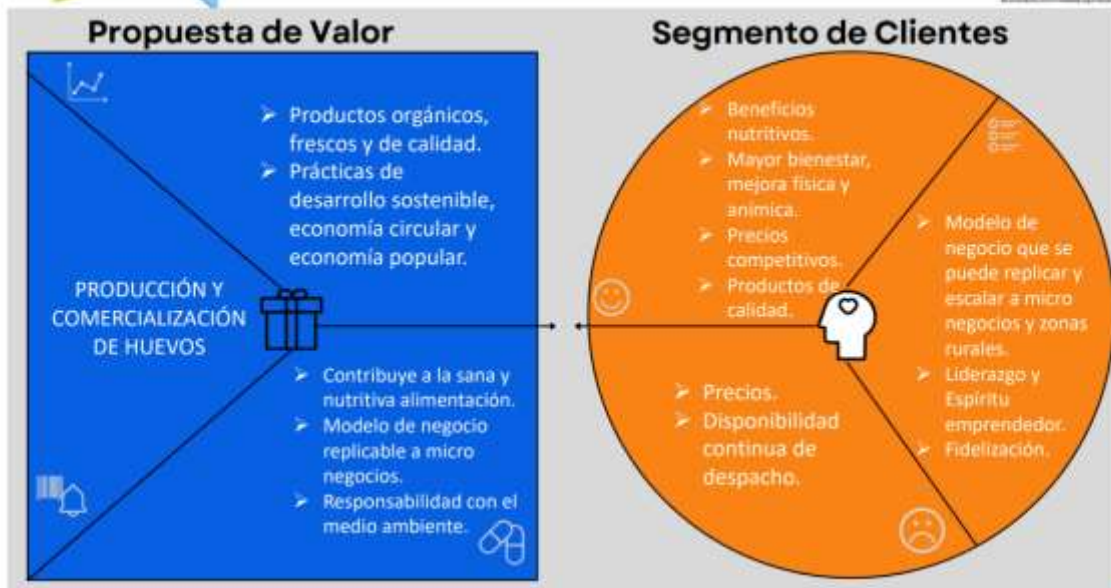 Propuesta de Valor
Segmento de Clientes
➢ Productos orgánicos,
frescos y de calidad.
➢ Prácticas de
desarrollo sostenible,
economía circular y
economía popular.
PRODUCCIÓN Y
COMERCIALIZACIÓN
DE HUEVOS
➢ Contribuye a la sana y
nutritiva alimentación.
➢ Modelo de negocio
replicable a micro
negocios.
➢ Responsabilidad con el
medio ambiente.
➢ Beneficios
nutritivos.
➢ Mayor bienestar,
mejora física y
anímica.
➢ Precios
competitivos.
➢ Productos de
calidad.
➢ Modelo de
negocio que se
puede replicar y
escalar a micro
negocios y zonas
rurales.
➢ Liderazgo y
Espíritu
emprendedor.
➢ Fidelización.
➢ Precios.
➢ Disponibilidad
continua de
despacho.